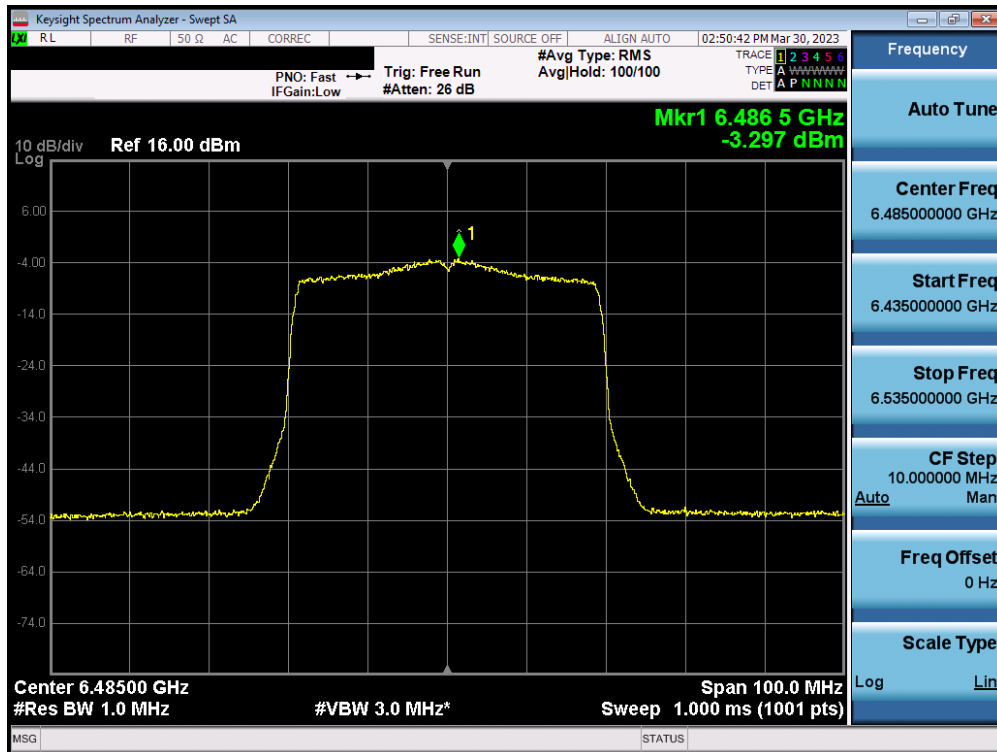 Keysight Spectrum Analyzer - Swept SA
LXI RL RF 50 Ω AC CORREC SENSE:INT SOURCE OFF ALIGN AUTO 02:50:42 PM Mar 30, 2023
PNO: Fast
IFGain:Low
Trig: Free Run
#Atten: 26 dB
#Avg Type: RMS
Avg|Hold: 100/100
TRACE 1 2 3 4 5 6
TYPE A WWWWW
DET A P N N N N
Mkr1 6.486 5 GHz
-3.297 dBm
10 dB/div Ref 16.00 dBm
Log
6.00
1
-4.00
-14.0
-24.0
-34.0
-44.0
-54.0
-64.0
-74.0
Center 6.48500 GHz Span 100.0 MHz
#Res BW 1.0 MHz #VBW 3.0 MHz* Sweep 1.000 ms (1001 pts)
MSG STATUS
Frequency
Auto Tune
Center Freq
6.485000000 GHz
Start Freq
6.435000000 GHz
Stop Freq
6.535000000 GHz
CF Step
10.000000 MHz
Auto Man
Freq Offset
0 Hz
Scale Type
Log Lin